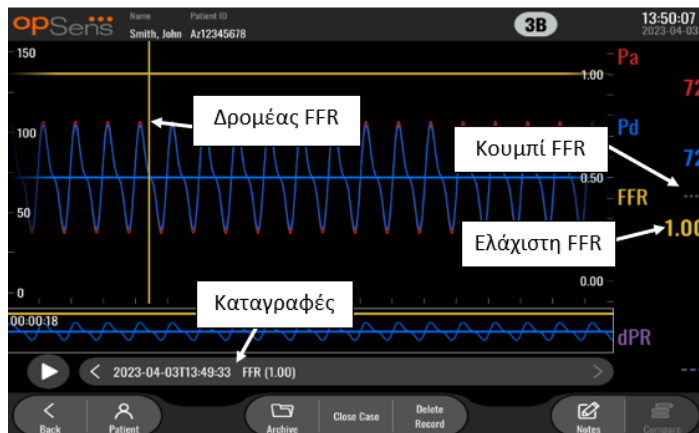 opSens
Name Patient ID
Smith, John Az12345678
3B
13:50:07
2023-04-03
150
100
50
0
1.00
0.50
0.00
Pa
72
Pd
72
FFR
---
1.00
dPR
Δρομέας FFR
Κουμπί FFR
Ελάχιστη FFR
Καταγραφές
00:00:18
2023-04-03T13:49:33 FFR (1.00)
Back
Patient
Archive
Close Case
Delete
Record
Notes
Compare